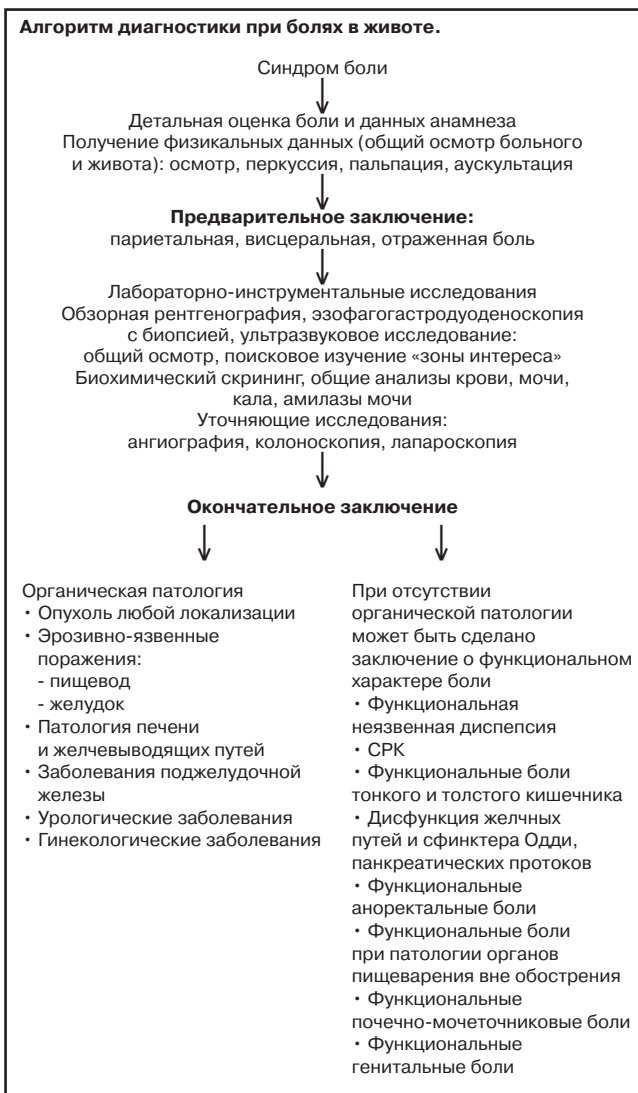 Алгоритм диагностики при болях в животе.
Синдром боли
Детальная оценка боли и данных анамнеза
Получение физикальных данных (общий осмотр больного
и живота): осмотр, перкуссия, пальпация, аускультация
Предварительное заключение:
париетальная, висцеральная, отраженная боль
Лабораторно-инструментальные исследования
Обзорная рентгенография, эзофагогастродуоденоскопия
с биопсией, ультразвуковое исследование:
общий осмотр, поисковое изучение «зоны интереса»
Биохимический скрининг, общие анализы крови, мочи,
кала, амилазы мочи
Уточняющие исследования:
ангиография, колоноскопия, лапароскопия
Окончательное заключение
Органическая патология
• Опухоль любой локализации
• Эрозивно-язвенные
поражения:
- пищевод
- желудок
• Патология печени
и желчевыводящих путей
• Заболевания поджелудочной
железы
• Урологические заболевания
• Гинекологические заболевания
При отсутствии
органической патологии
может быть сделано
заключение о функциональном
характере боли
• Функциональная
неязвенная диспепсия
• СРК
• Функциональные боли
тонкого и толстого кишечника
• Дисфункция желчных
путей и сфинктера Одди,
панкреатических протоков
• Функциональные
аноректальные боли
• Функциональные боли
при патологии органов
пищеварения вне обострения
• Функциональные
почечно-мочеточниковые боли
• Функциональные
генитальные боли